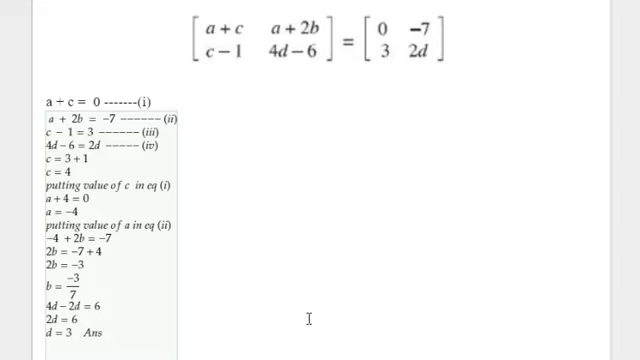 [ a + c   a + 2b ] = [ 0   −7 ]
[ c − 1   4d − 6 ]   [ 3   2d ]
a + c = 0 -------(i)
a + 2b = −7 −−−−−− (ii)
c − 1 = 3 −−−−−− (iii)
4d − 6 = 2d −−−−− (iv)
c = 3 + 1
c = 4
putting value of c in eq (i)
a + 4 = 0
a = −4
putting value of a in eq (ii)
−4 + 2b = −7
2b = −7 + 4
2b = −3
b = −3/7
4d − 2d = 6
2d = 6
d = 3 Ans